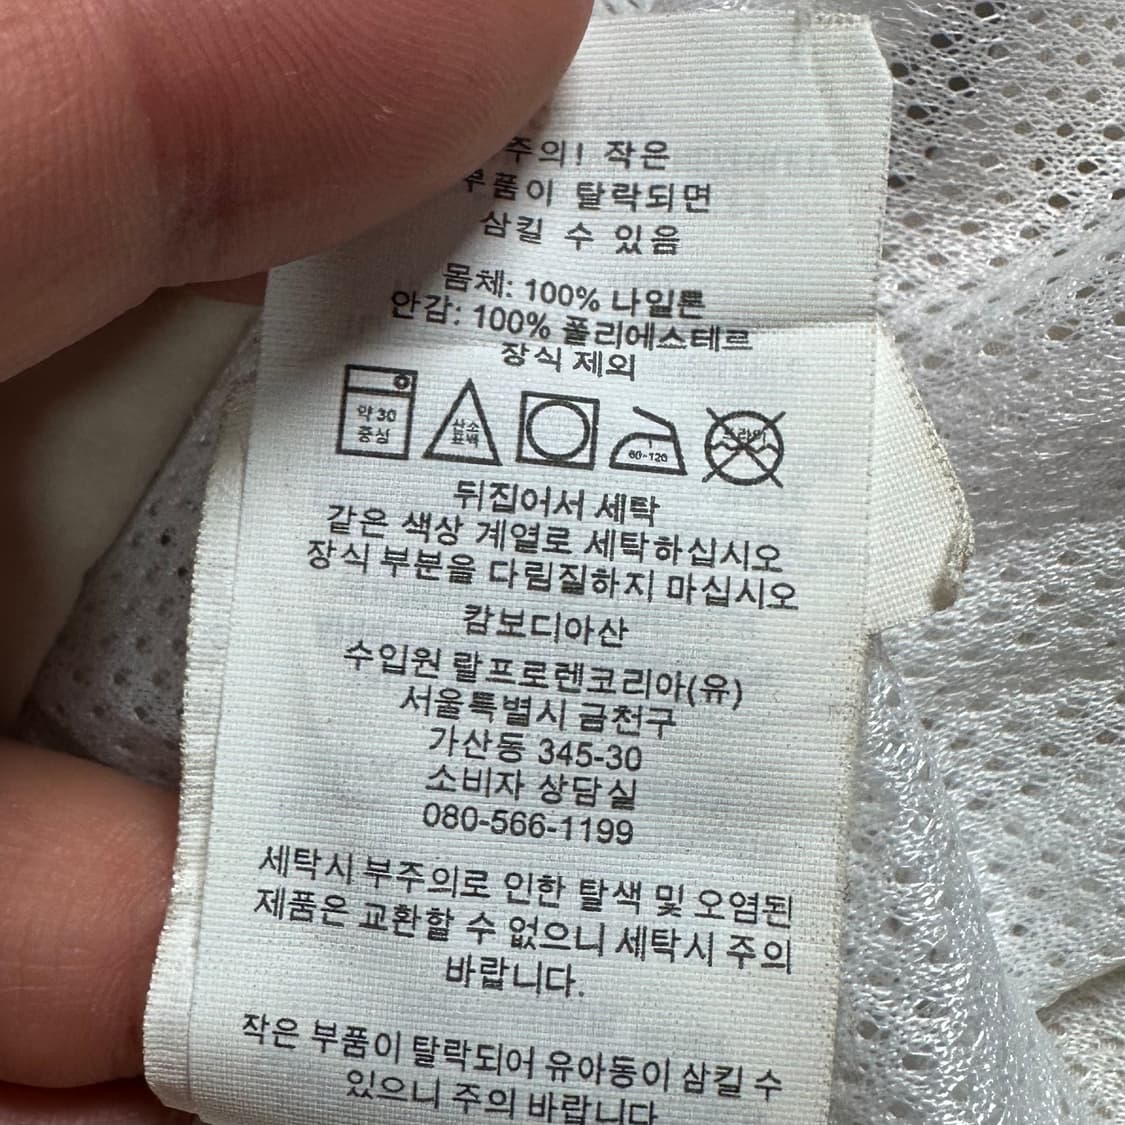 주의! 작은
부품이 탈락되면
삼킬 수 있음
몸체: 100% 나일론
안감: 100% 폴리에스테르
장식 제외
약 30
중성
산소
표백
60-120
드라이
뒤집어서 세탁
같은 색상 계열로 세탁하십시오
장식 부분을 다림질하지 마십시오
캄보디아산
수입원 랄프로렌코리아(유)
서울특별시 금천구
가산동 345-30
소비자 상담실
080-566-1199
세탁시 부주의로 인한 탈색 및 오염된
제품은 교환할 수 없으니 세탁시 주의
바랍니다.
작은 부품이 탈락되어 유아동이 삼킬 수
있으니 주의 바랍니다